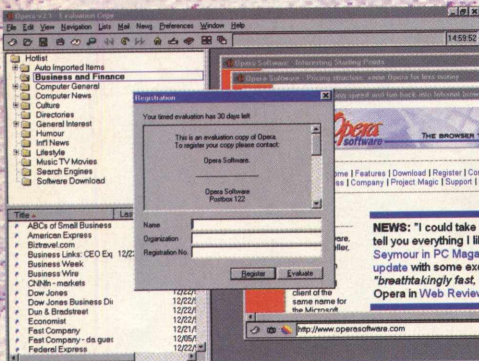 Opera v2.1 - Evaluation Copy
File Edit View Navigation Lists Mail News Preferences Window Help
14:59:52
Hotlist
Auto Imported Items
Business and Finance
Computer General
Computer News
Culture
Directories
General Interest
Humour
Int'l News
Lifestyle
Music TV Movies
Search Engines
Software Download
Title
Las
ABCs of Small Business
American Express
Biztravel.com
Business Links: CEO Ex 12/2
Business Week
Business Wire
CNNfn - markets
Dow Jones 12/22/
Dow Jones Business Di 12/22/
Dun & Bradstreet 12/22/
Economist 12/22/
Fast Company 12/21/
Fast Company - da gues 12/05/
Federal Express 12/22/
Opera Software - Interesting Starting Points
Opera Software - Pricing structure, more Opera for less money
Opera software
THE BROWSER
ome | Features | Download | Register | Co
ss | Company | Project Magic | Support |
NEWS: "I could take
tell you everything I li
Seymour in PC Maga
update with some exc
"breathtakingly fast,
Opera in Web Review
client of the
same name for
the Microsoft
http://www.operasoftware.com
Registration
Your timed evaluation has 30 days left
This is an evaluation copy of Opera.
To register your copy please contact:
Opera Software.
Opera Software
Postbox 122
Name
Organization
Registration No.
Register Evaluate